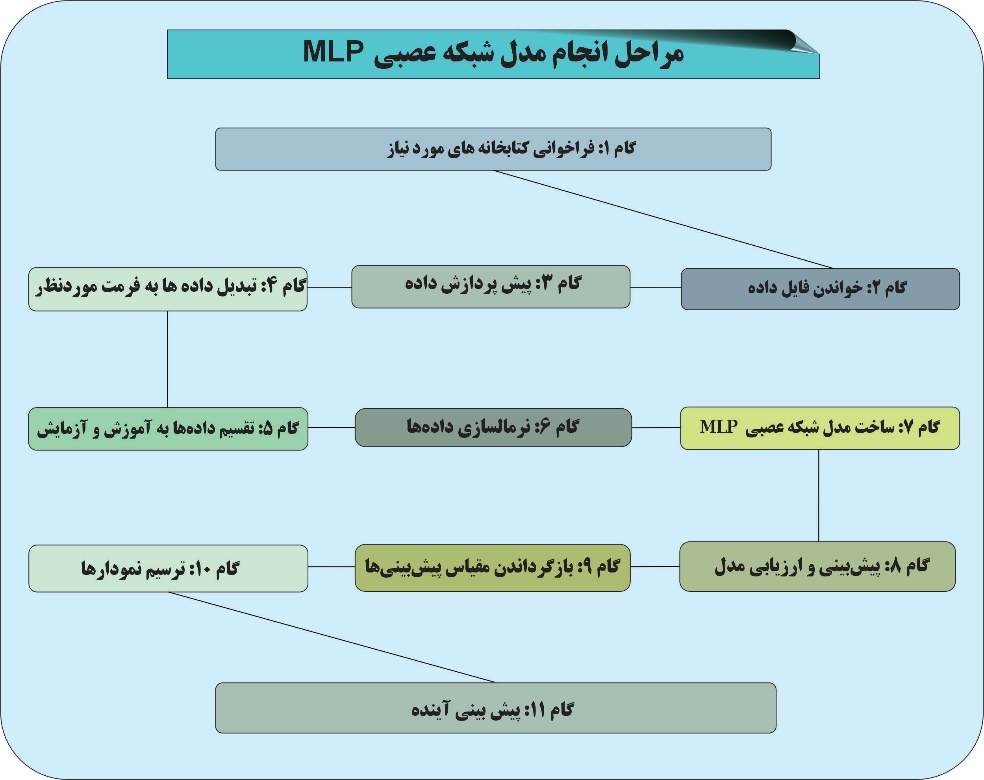 مراحل انجام مدل شبکه عصبی MLP
گام ۱: فراخوانی کتابخانه های مورد نیاز
گام ۲: خواندن فایل داده
گام ۳: پیش پردازش داده
گام ۴: تبدیل داده ها به فرمت موردنظر
گام ۵: تقسیم داده‌ها به آموزش و آزمایش
گام ۶: نرمالسازی داده‌ها
گام ۷: ساخت مدل شبکه عصبی MLP
گام ۸: پیش‌بینی و ارزیابی مدل
گام ۹: بازگرداندن مقیاس پیش‌بینی‌ها
گام ۱۰: ترسیم نمودارها
گام ۱۱: پیش بینی آینده